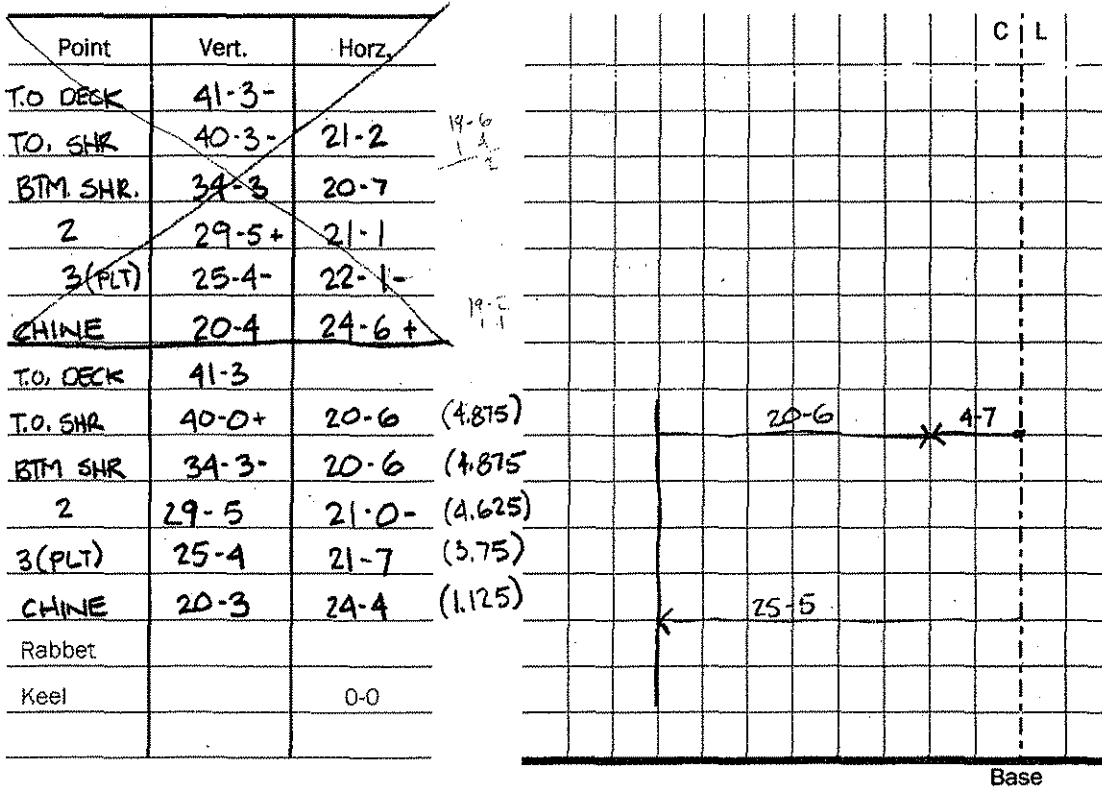 Point Vert. Horz.
T.O DECK 41-3-
T.O. SHR 40-3- 21-2
BTM. SHR. 34-3 20-7
2 29-5+ 21-1
3(PLT) 25-4- 22-1-
CHINE 20-4 24-6+
T.O. DECK 41-3
T.O. SHR 40-0+ 20-6 (4.875)
BTM SHR 34-3- 20-6 (4.875
2 29-5 21-0- (4.625)
3(PLT) 25-4 21-7 (3.75)
CHINE 20-3 24-4 (1.125)
Rabbet
Keel 0-0
19-6
C L
20-6 4-7
25-5
Base